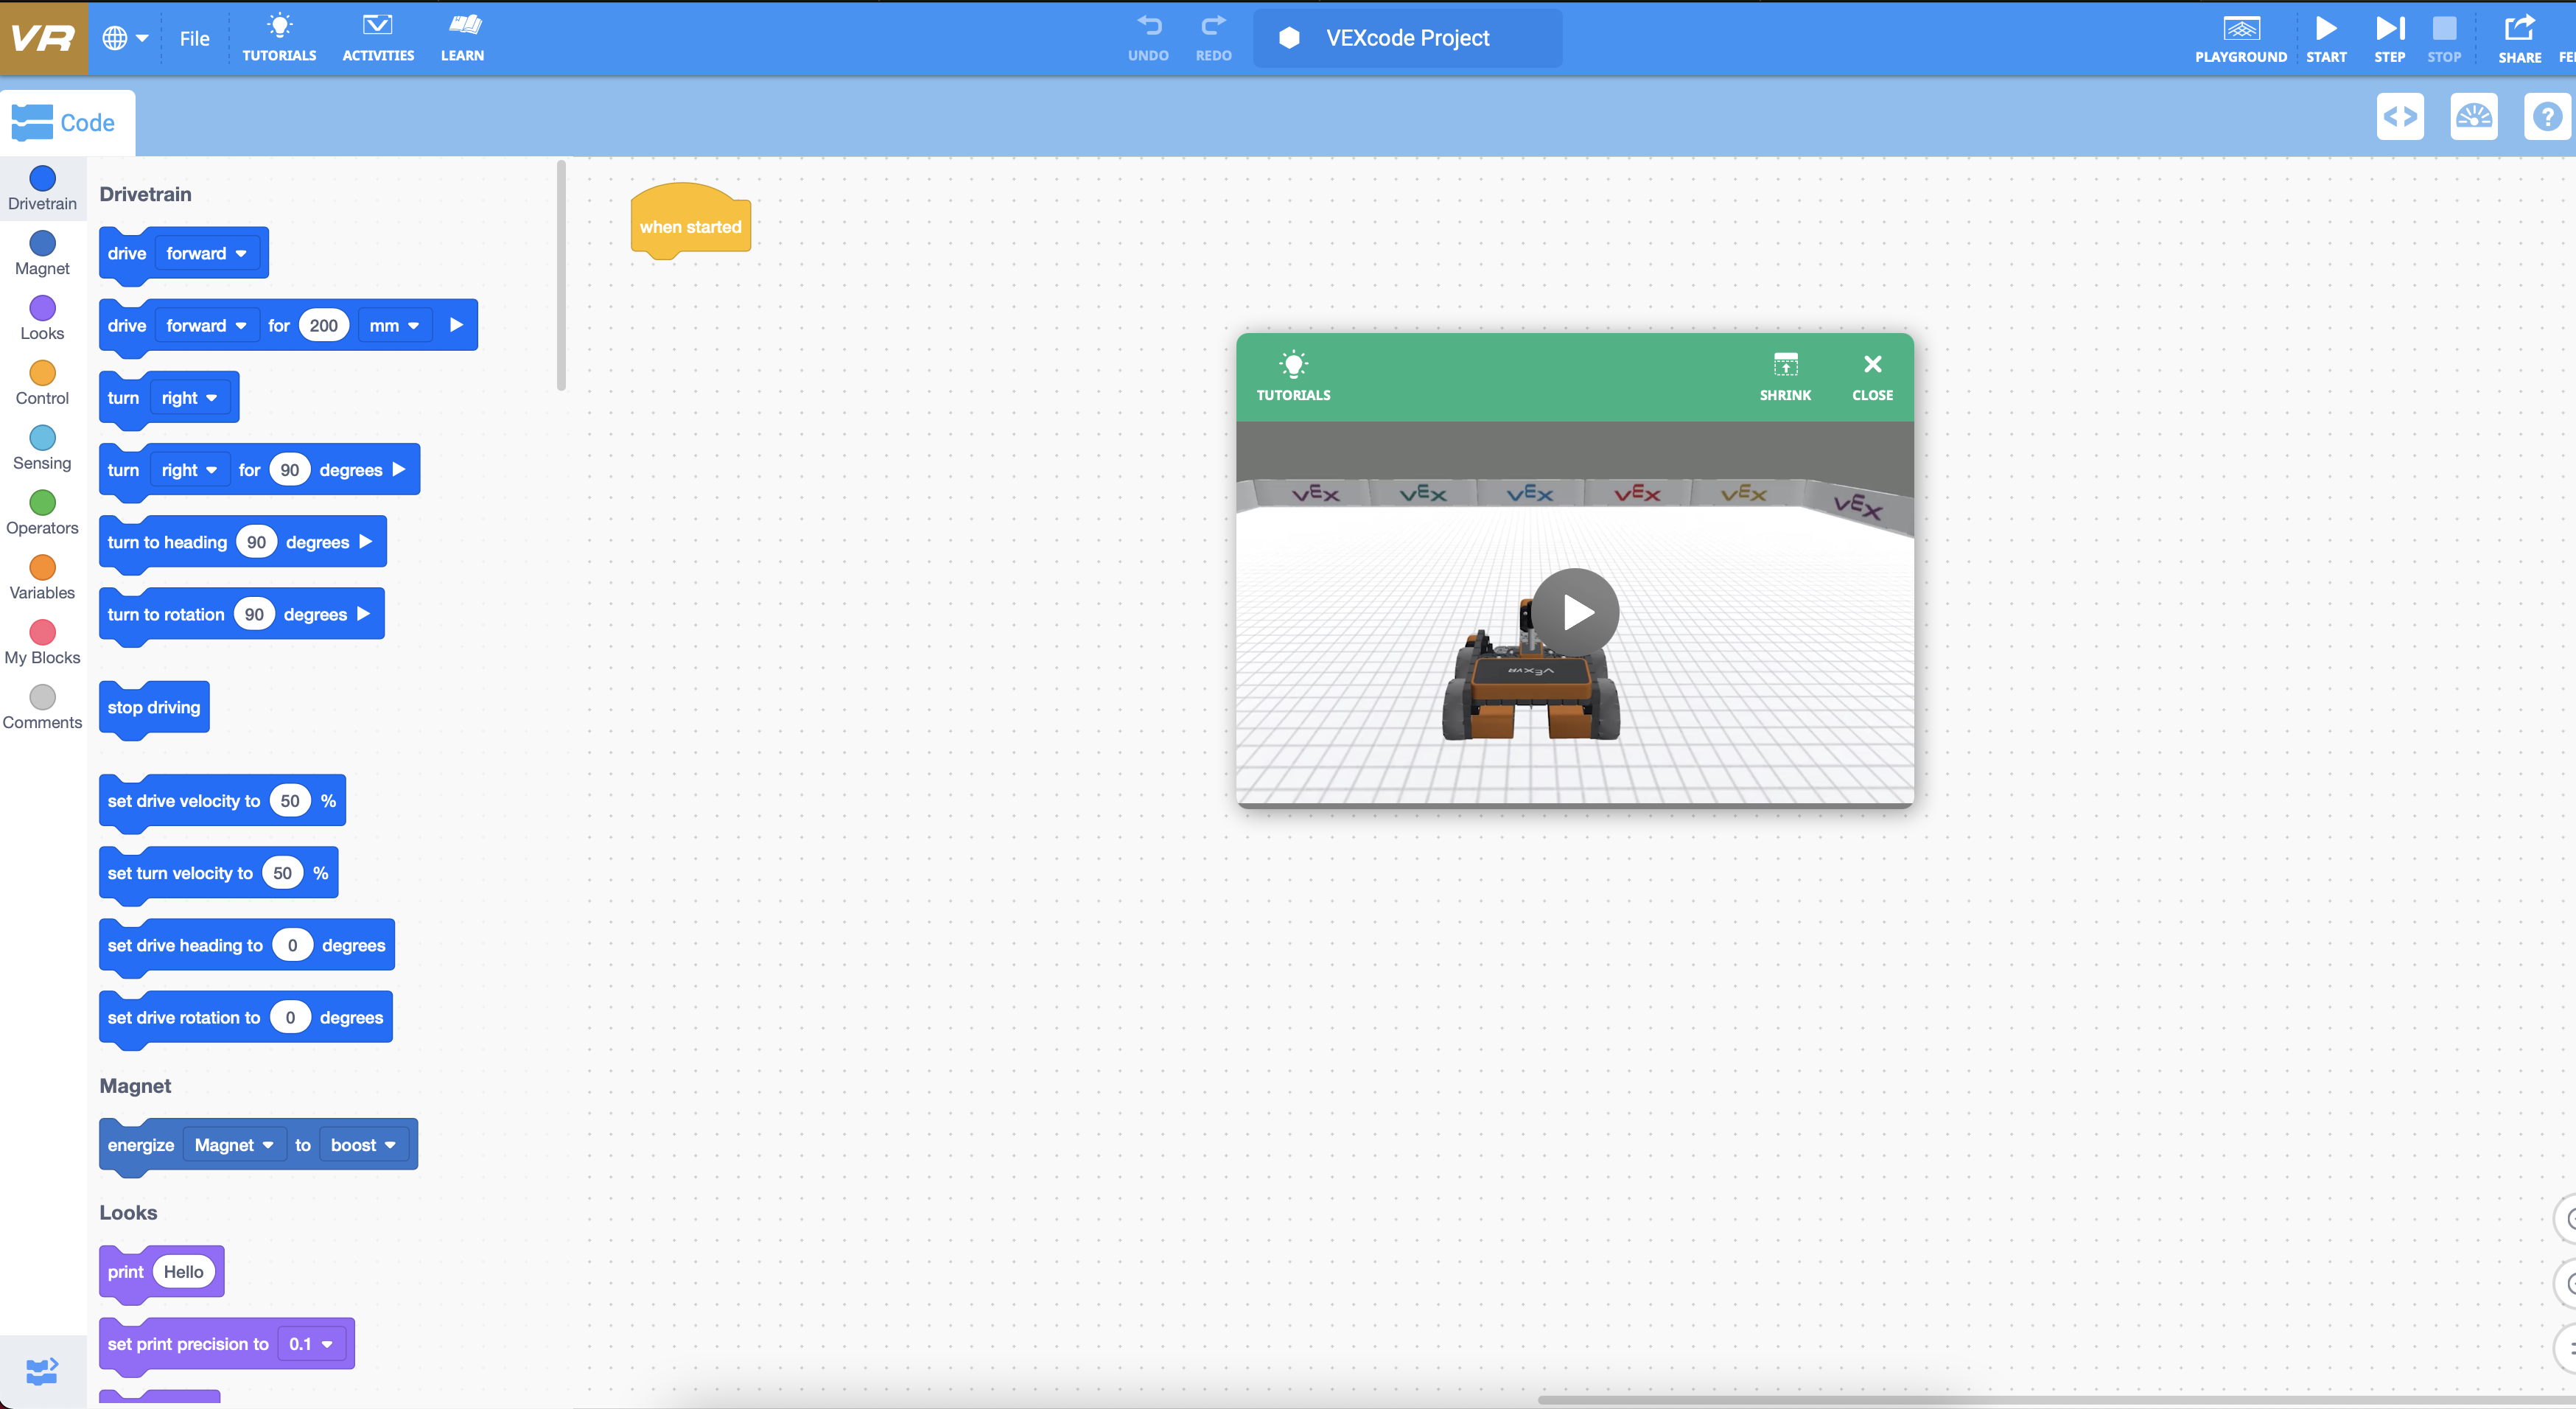 VR
File
TUTORIALS
ACTIVITIES
LEARN
UNDO
REDO
VEXcode Project
PLAYGROUND
START
STEP
STOP
SHARE
FE
Code
?
Drivetrain
Magnet
Looks
Control
Sensing
Operators
Variables
My Blocks
Comments
Drivetrain
drive forward
drive forward for 200 mm
turn right
turn right for 90 degrees
turn to heading 90 degrees
turn to rotation 90 degrees
stop driving
set drive velocity to 50 %
set turn velocity to 50 %
set drive heading to 0 degrees
set drive rotation to 0 degrees
Magnet
energize Magnet to boost
Looks
print Hello
set print precision to 0.1
when started
TUTORIALS
SHRINK
CLOSE
VEX VEX VEX VEX VEX VEX
VEXVR